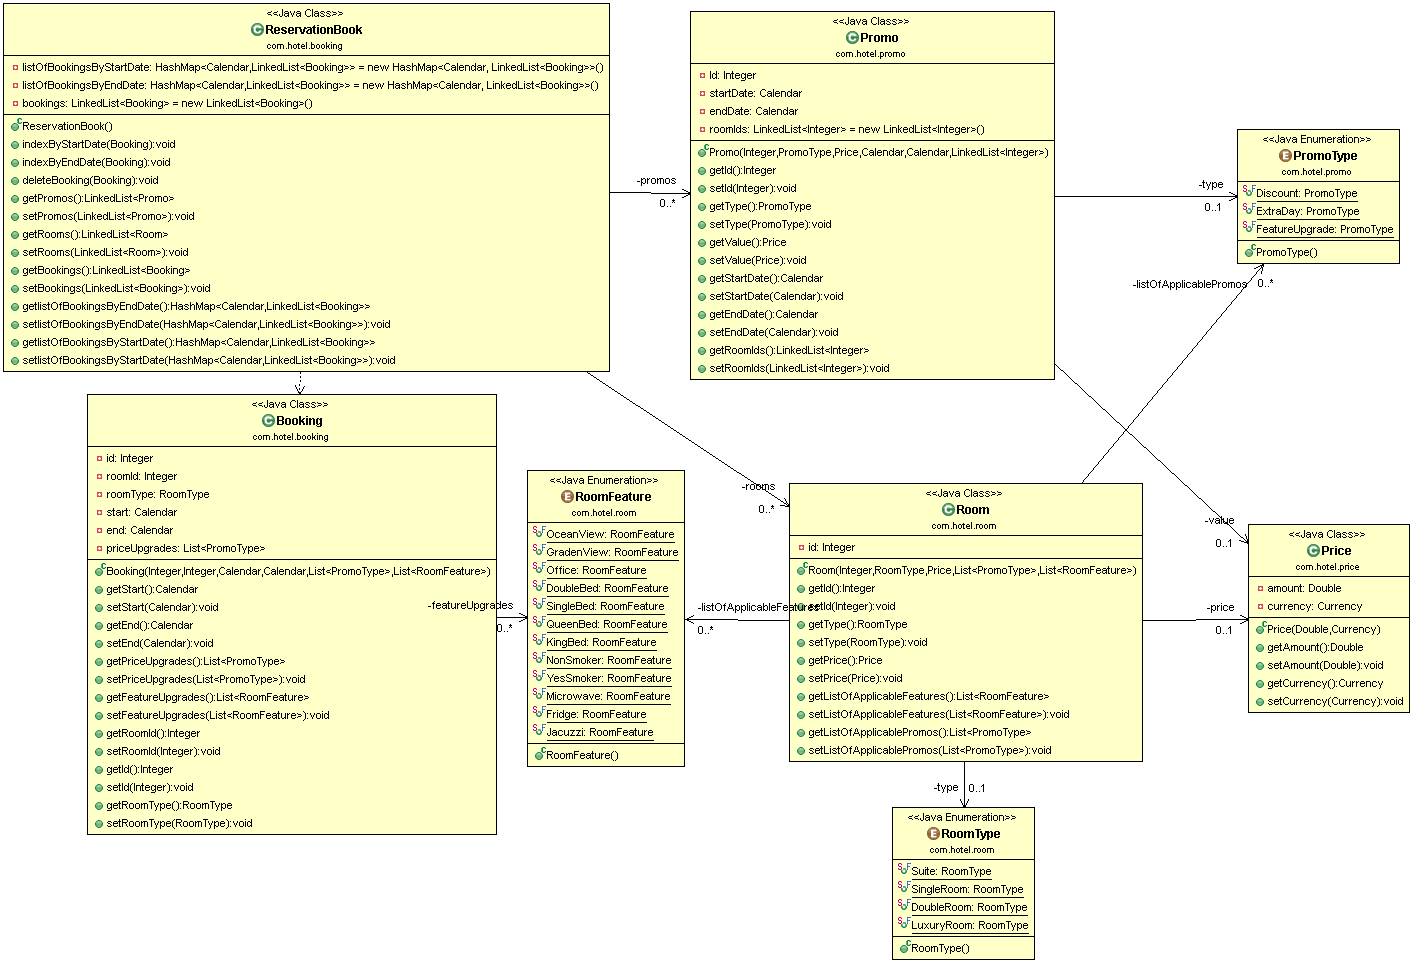 <<Java Class>>
ReservationBook
com.hotel.booking
listOfBookingsByStartDate: HashMap<Calendar,LinkedList<Booking>> = new HashMap<Calendar, LinkedList<Booking>>()
listOfBookingsByEndDate: HashMap<Calendar,LinkedList<Booking>> = new HashMap<Calendar, LinkedList<Booking>>()
bookings: LinkedList<Booking> = new LinkedList<Booking>()
ReservationBook()
indexByStartDate(Booking):void
indexByEndDate(Booking):void
deleteBooking(Booking):void
getPromos():LinkedList<Promo>
setPromos(LinkedList<Promo>):void
getRooms():LinkedList<Room>
setRooms(LinkedList<Room>):void
getBookings():LinkedList<Booking>
setBookings(LinkedList<Booking>):void
getlistOfBookingsByEndDate():HashMap<Calendar,LinkedList<Booking>>
setlistOfBookingsByEndDate(HashMap<Calendar,LinkedList<Booking>>):void
getlistOfBookingsByStartDate():HashMap<Calendar,LinkedList<Booking>>
setlistOfBookingsByStartDate(HashMap<Calendar,LinkedList<Booking>>):void
-promos
0..*
<<Java Class>>
Promo
com.hotel.promo
Id: Integer
startDate: Calendar
endDate: Calendar
roomIds: LinkedList<Integer> = new LinkedList<Integer>()
Promo(Integer,PromoType,Price,Calendar,Calendar,LinkedList<Integer>)
getId():Integer
setId(Integer):void
getType():PromoType
setType(PromoType):void
getValue():Price
setValue(Price):void
getStartDate():Calendar
setStartDate(Calendar):void
getEndDate():Calendar
setEndDate(Calendar):void
getRoomIds():LinkedList<Integer>
setRoomIds(LinkedList<Integer>):void
-type
0..1
<<Java Enumeration>>
PromoType
com.hotel.promo
Discount: PromoType
ExtraDay: PromoType
FeatureUpgrade: PromoType
PromoType()
-listOfApplicablePromos
0..*
<<Java Class>>
Booking
com.hotel.booking
id: Integer
roomId: Integer
roomType: RoomType
start: Calendar
end: Calendar
priceUpgrades: List<PromoType>
Booking(Integer,Integer,Calendar,Calendar,List<PromoType>,List<RoomFeature>)
getStart():Calendar
setStart(Calendar):void
getEnd():Calendar
setEnd(Calendar):void
getPriceUpgrades():List<PromoType>
setPriceUpgrades(List<PromoType>):void
getFeatureUpgrades():List<RoomFeature>
setFeatureUpgrades(List<RoomFeature>):void
getRoomId():Integer
setRoomId(Integer):void
getId():Integer
setId(Integer):void
getRoomType():RoomType
setRoomType(RoomType):void
-featureUpgrades
0..*
<<Java Enumeration>>
RoomFeature
com.hotel.room
OceanView: RoomFeature
GradenView: RoomFeature
Office: RoomFeature
DoubleBed: RoomFeature
SingleBed: RoomFeature
QueenBed: RoomFeature
KingBed: RoomFeature
NonSmoker: RoomFeature
YesSmoker: RoomFeature
Microwave: RoomFeature
Fridge: RoomFeature
Jacuzzi: RoomFeature
RoomFeature()
-rooms
0..*
-listOfApplicableFeatures
0..*
<<Java Class>>
Room
com.hotel.room
id: Integer
Room(Integer,RoomType,Price,List<PromoType>,List<RoomFeature>)
getId():Integer
setId(Integer):void
getType():RoomType
setType(RoomType):void
getPrice():Price
setPrice(Price):void
getListOfApplicableFeatures():List<RoomFeature>
setListOfApplicableFeatures(List<RoomFeature>):void
getListOfApplicablePromos():List<PromoType>
setListOfApplicablePromos(List<PromoType>):void
-value
0..1
-price
0..1
<<Java Class>>
Price
com.hotel.price
amount: Double
currency: Currency
Price(Double,Currency)
getAmount():Double
setAmount(Double):void
getCurrency():Currency
setCurrency(Currency):void
-type
0..1
<<Java Enumeration>>
RoomType
com.hotel.room
Suite: RoomType
SingleRoom: RoomType
DoubleRoom: RoomType
LuxuryRoom: RoomType
RoomType()